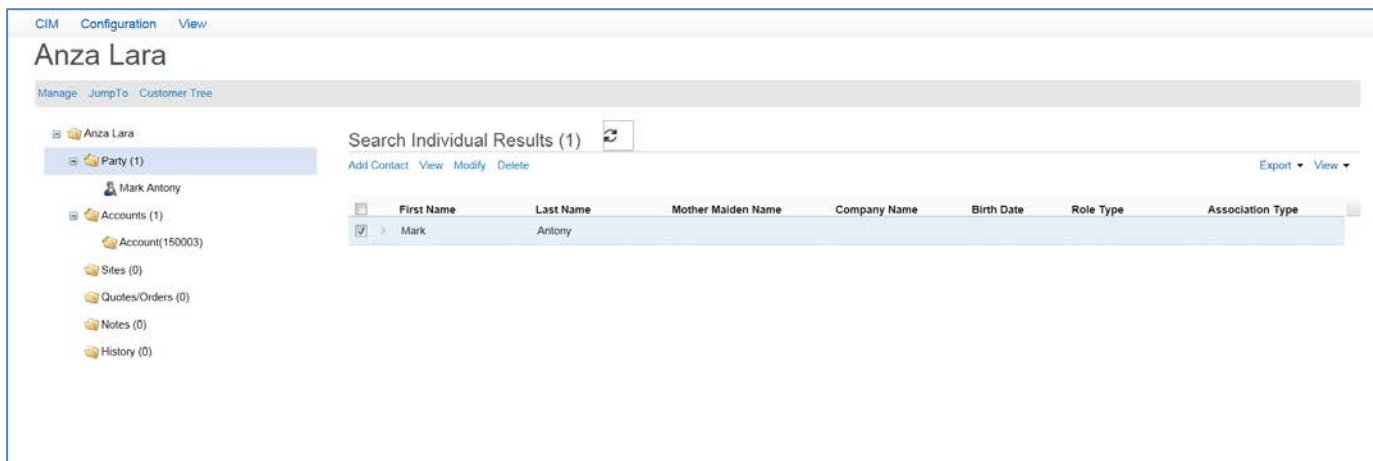 CIM Configuration View
Anza Lara
Manage JumpTo Customer Tree
Anza Lara
Party (1)
Mark Antony
Accounts (1)
Account(150003)
Sites (0)
Quotes/Orders (0)
Notes (0)
History (0)
Search Individual Results (1)
Add Contact View Modify Delete Export View
First Name Last Name Mother Maiden Name Company Name Birth Date Role Type Association Type
Mark Antony